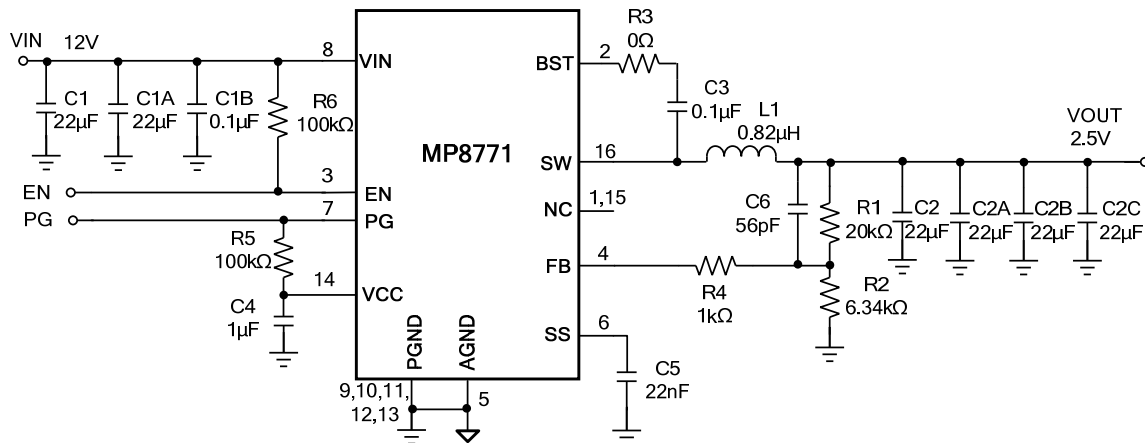 VIN 12V
8
VIN
C1
22μF
C1A
22μF
C1B
0.1μF
R6
100kΩ
EN
3
EN
PG
7
PG
R5
100kΩ
14
VCC
C4
1μF
MP8771
PGND
AGND
9,10,11,
12,13
5
BST
2
R3
0Ω
C3
0.1μF
L1
0.82μH
SW
16
NC
1,15
FB
4
R4
1kΩ
C6
56pF
R1
20kΩ
R2
6.34kΩ
SS
6
C5
22nF
C2
22μF
C2A
22μF
C2B
22μF
C2C
22μF
VOUT
2.5V